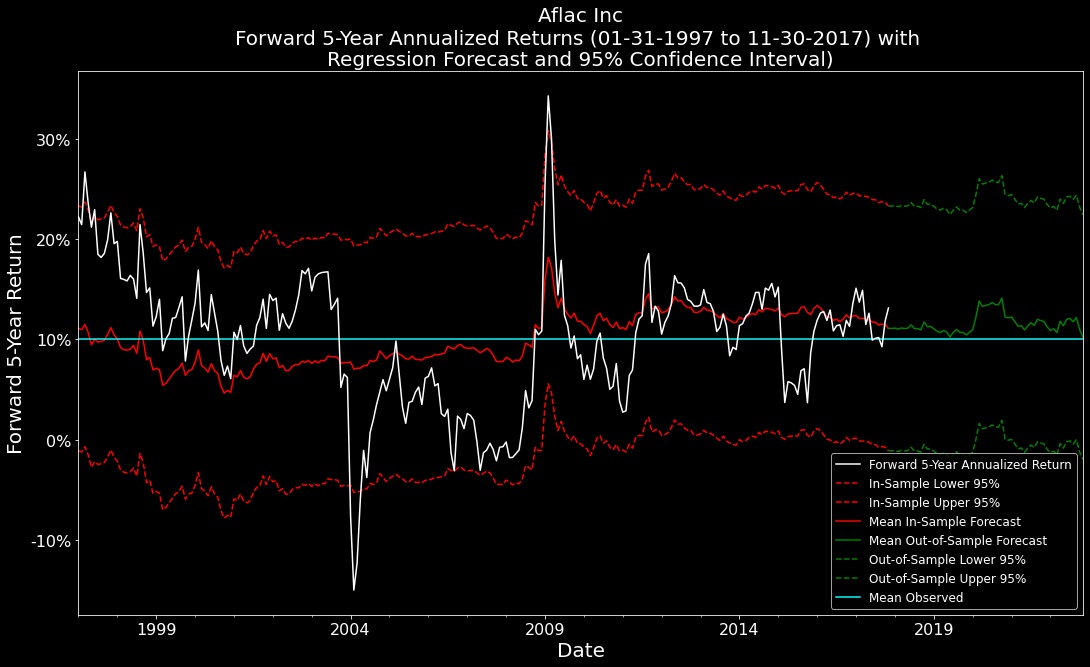 Aflac Inc
Forward 5-Year Annualized Returns (01-31-1997 to 11-30-2017) with
Regression Forecast and 95% Confidence Interval)
Forward 5-Year Return
30%
20%
10%
0%
-10%
1999
2004
2009
2014
2019
Date
Forward 5-Year Annualized Return
In-Sample Lower 95%
In-Sample Upper 95%
Mean In-Sample Forecast
Mean Out-of-Sample Forecast
Out-of-Sample Lower 95%
Out-of-Sample Upper 95%
Mean Observed